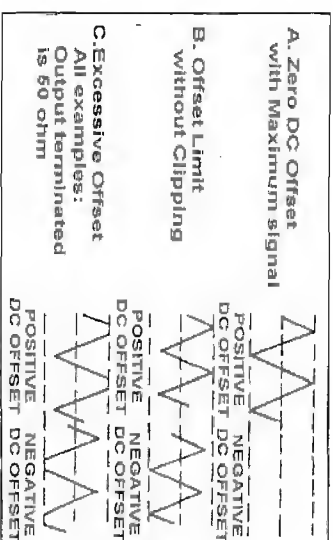 A. Zero DC Offset
with Maximum signal
POSITIVE NEGATIVE
DC OFFSET DC OFFSET
B. Offset Limit
without Clipping
POSITIVE NEGATIVE
DC OFFSET DC OFFSET
C.Excessive Offset
All examples:
Output terminated
is 50 ohm
POSITIVE NEGATIVE
DC OFFSET DC OFFSET